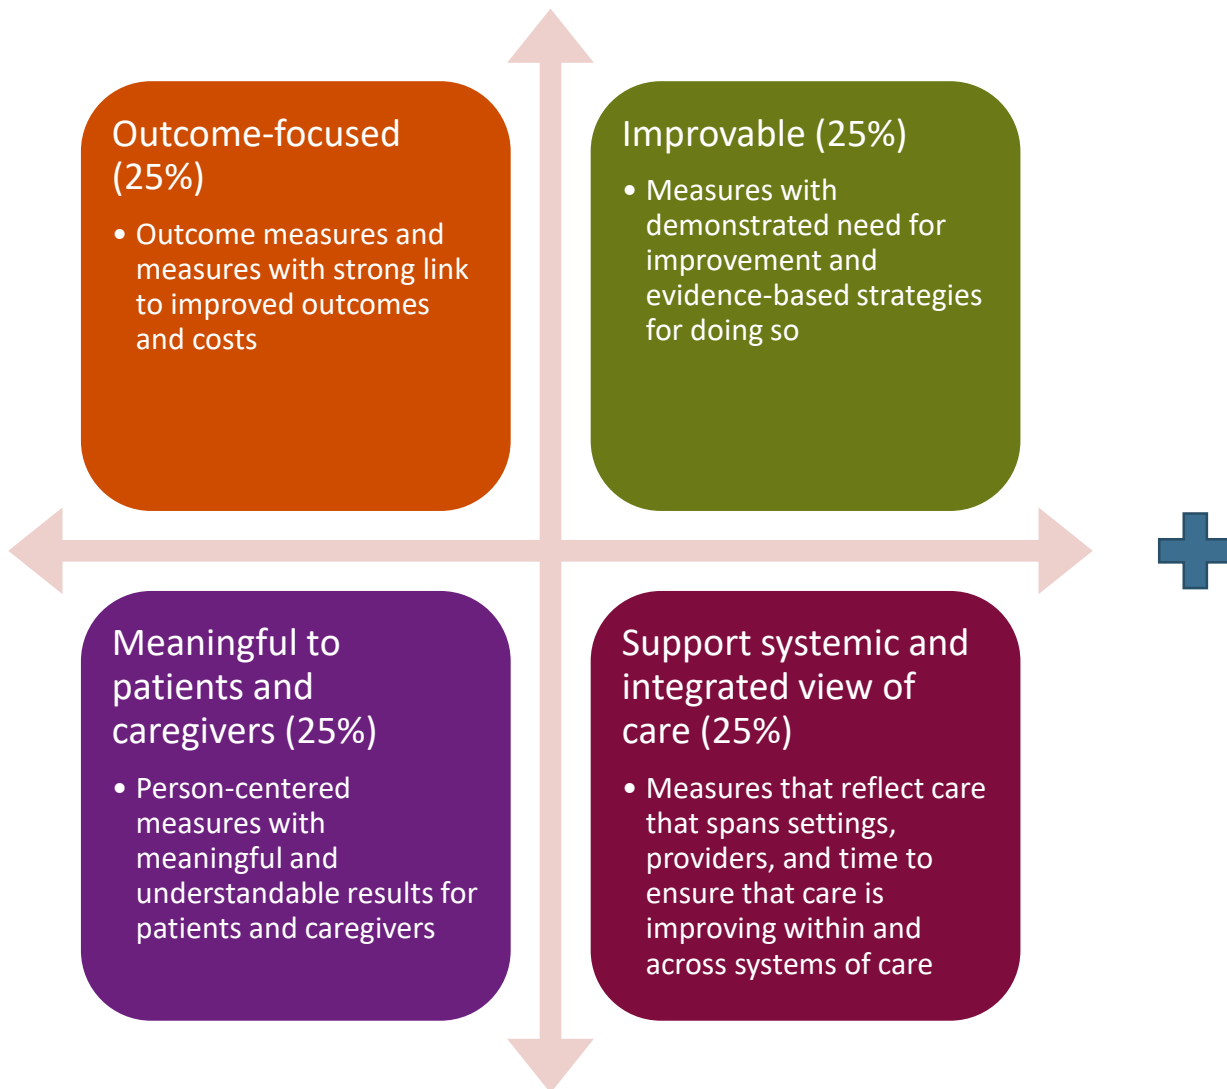 Outcome-focused
(25%)
• Outcome measures and
measures with strong link
to improved outcomes
and costs
Improvable (25%)
• Measures with
demonstrated need for
improvement and
evidence-based strategies
for doing so
Meaningful to
patients and
caregivers (25%)
• Person-centered
measures with
meaningful and
understandable results for
patients and caregivers
Support systemic and
integrated view of
care (25%)
• Measures that reflect care
that spans settings,
providers, and time to
ensure that care is
improving within and
across systems of care